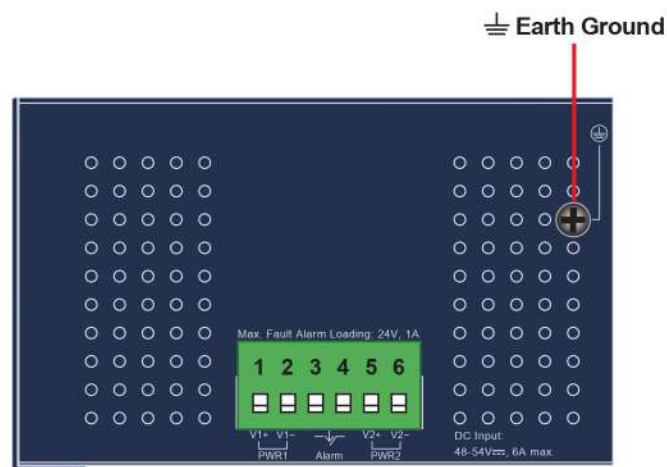 Earth Ground
Max. Fault Alarm Loading: 24V, 1A
1 2 3 4 5 6
V1+ V1- V2+ V2-
PWR1 Alarm PWR2
DC Input:
48-54V⎓, 6A max.